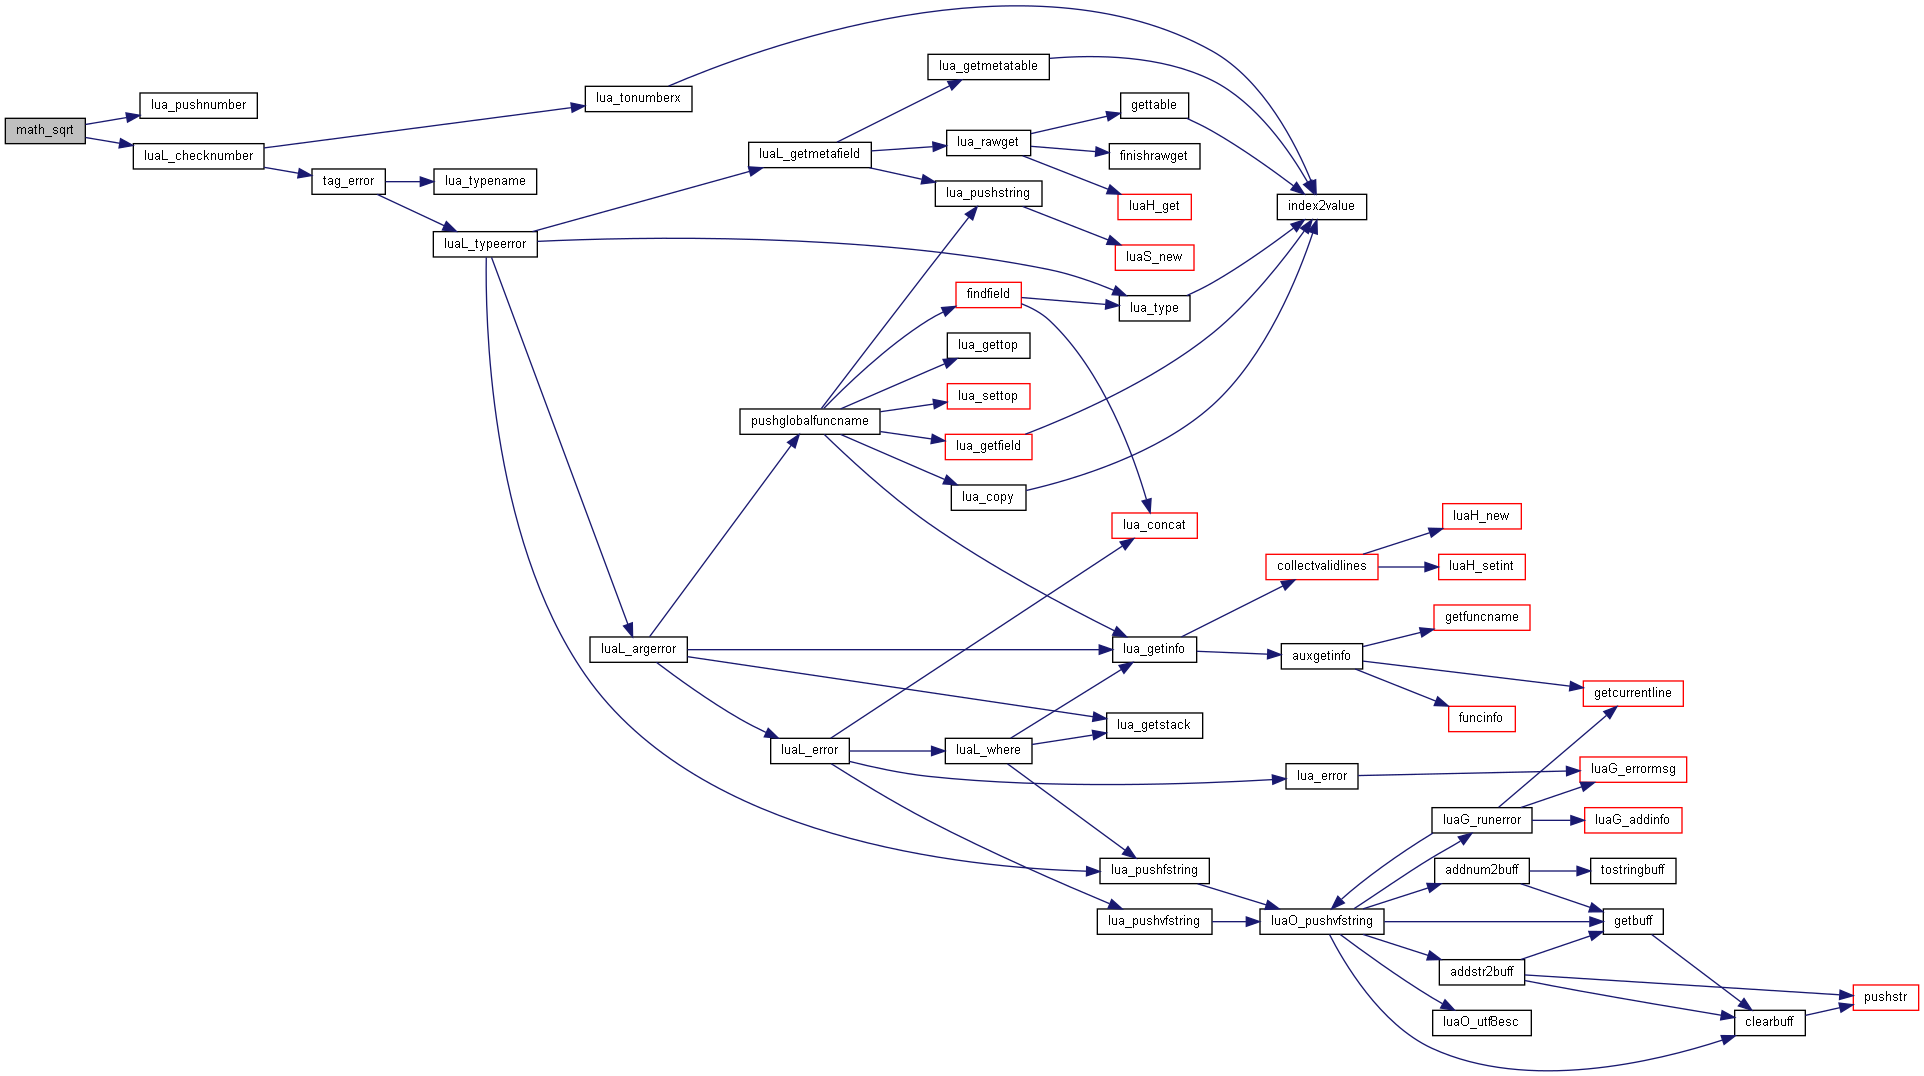 math_sqrt
lua_pushnumber
luaL_checknumber
lua_tonumberx
tag_error
lua_typename
luaL_typeerror
luaL_getmetafield
lua_getmetatable
lua_rawget
lua_pushstring
gettable
finishrawget
luaH_get
luaS_new
index2value
findfield
lua_type
lua_gettop
lua_settop
pushglobalfuncname
lua_getfield
lua_copy
lua_concat
luaH_new
collectvalidlines
luaH_setint
getfuncname
luaL_argerror
lua_getinfo
auxgetinfo
getcurrentline
funcinfo
lua_getstack
luaL_error
luaL_where
lua_error
luaG_errormsg
luaG_runerror
luaG_addinfo
lua_pushfstring
addnum2buff
tostringbuff
lua_pushvfstring
luaO_pushvfstring
getbuff
addstr2buff
pushstr
luaO_utf8esc
clearbuff